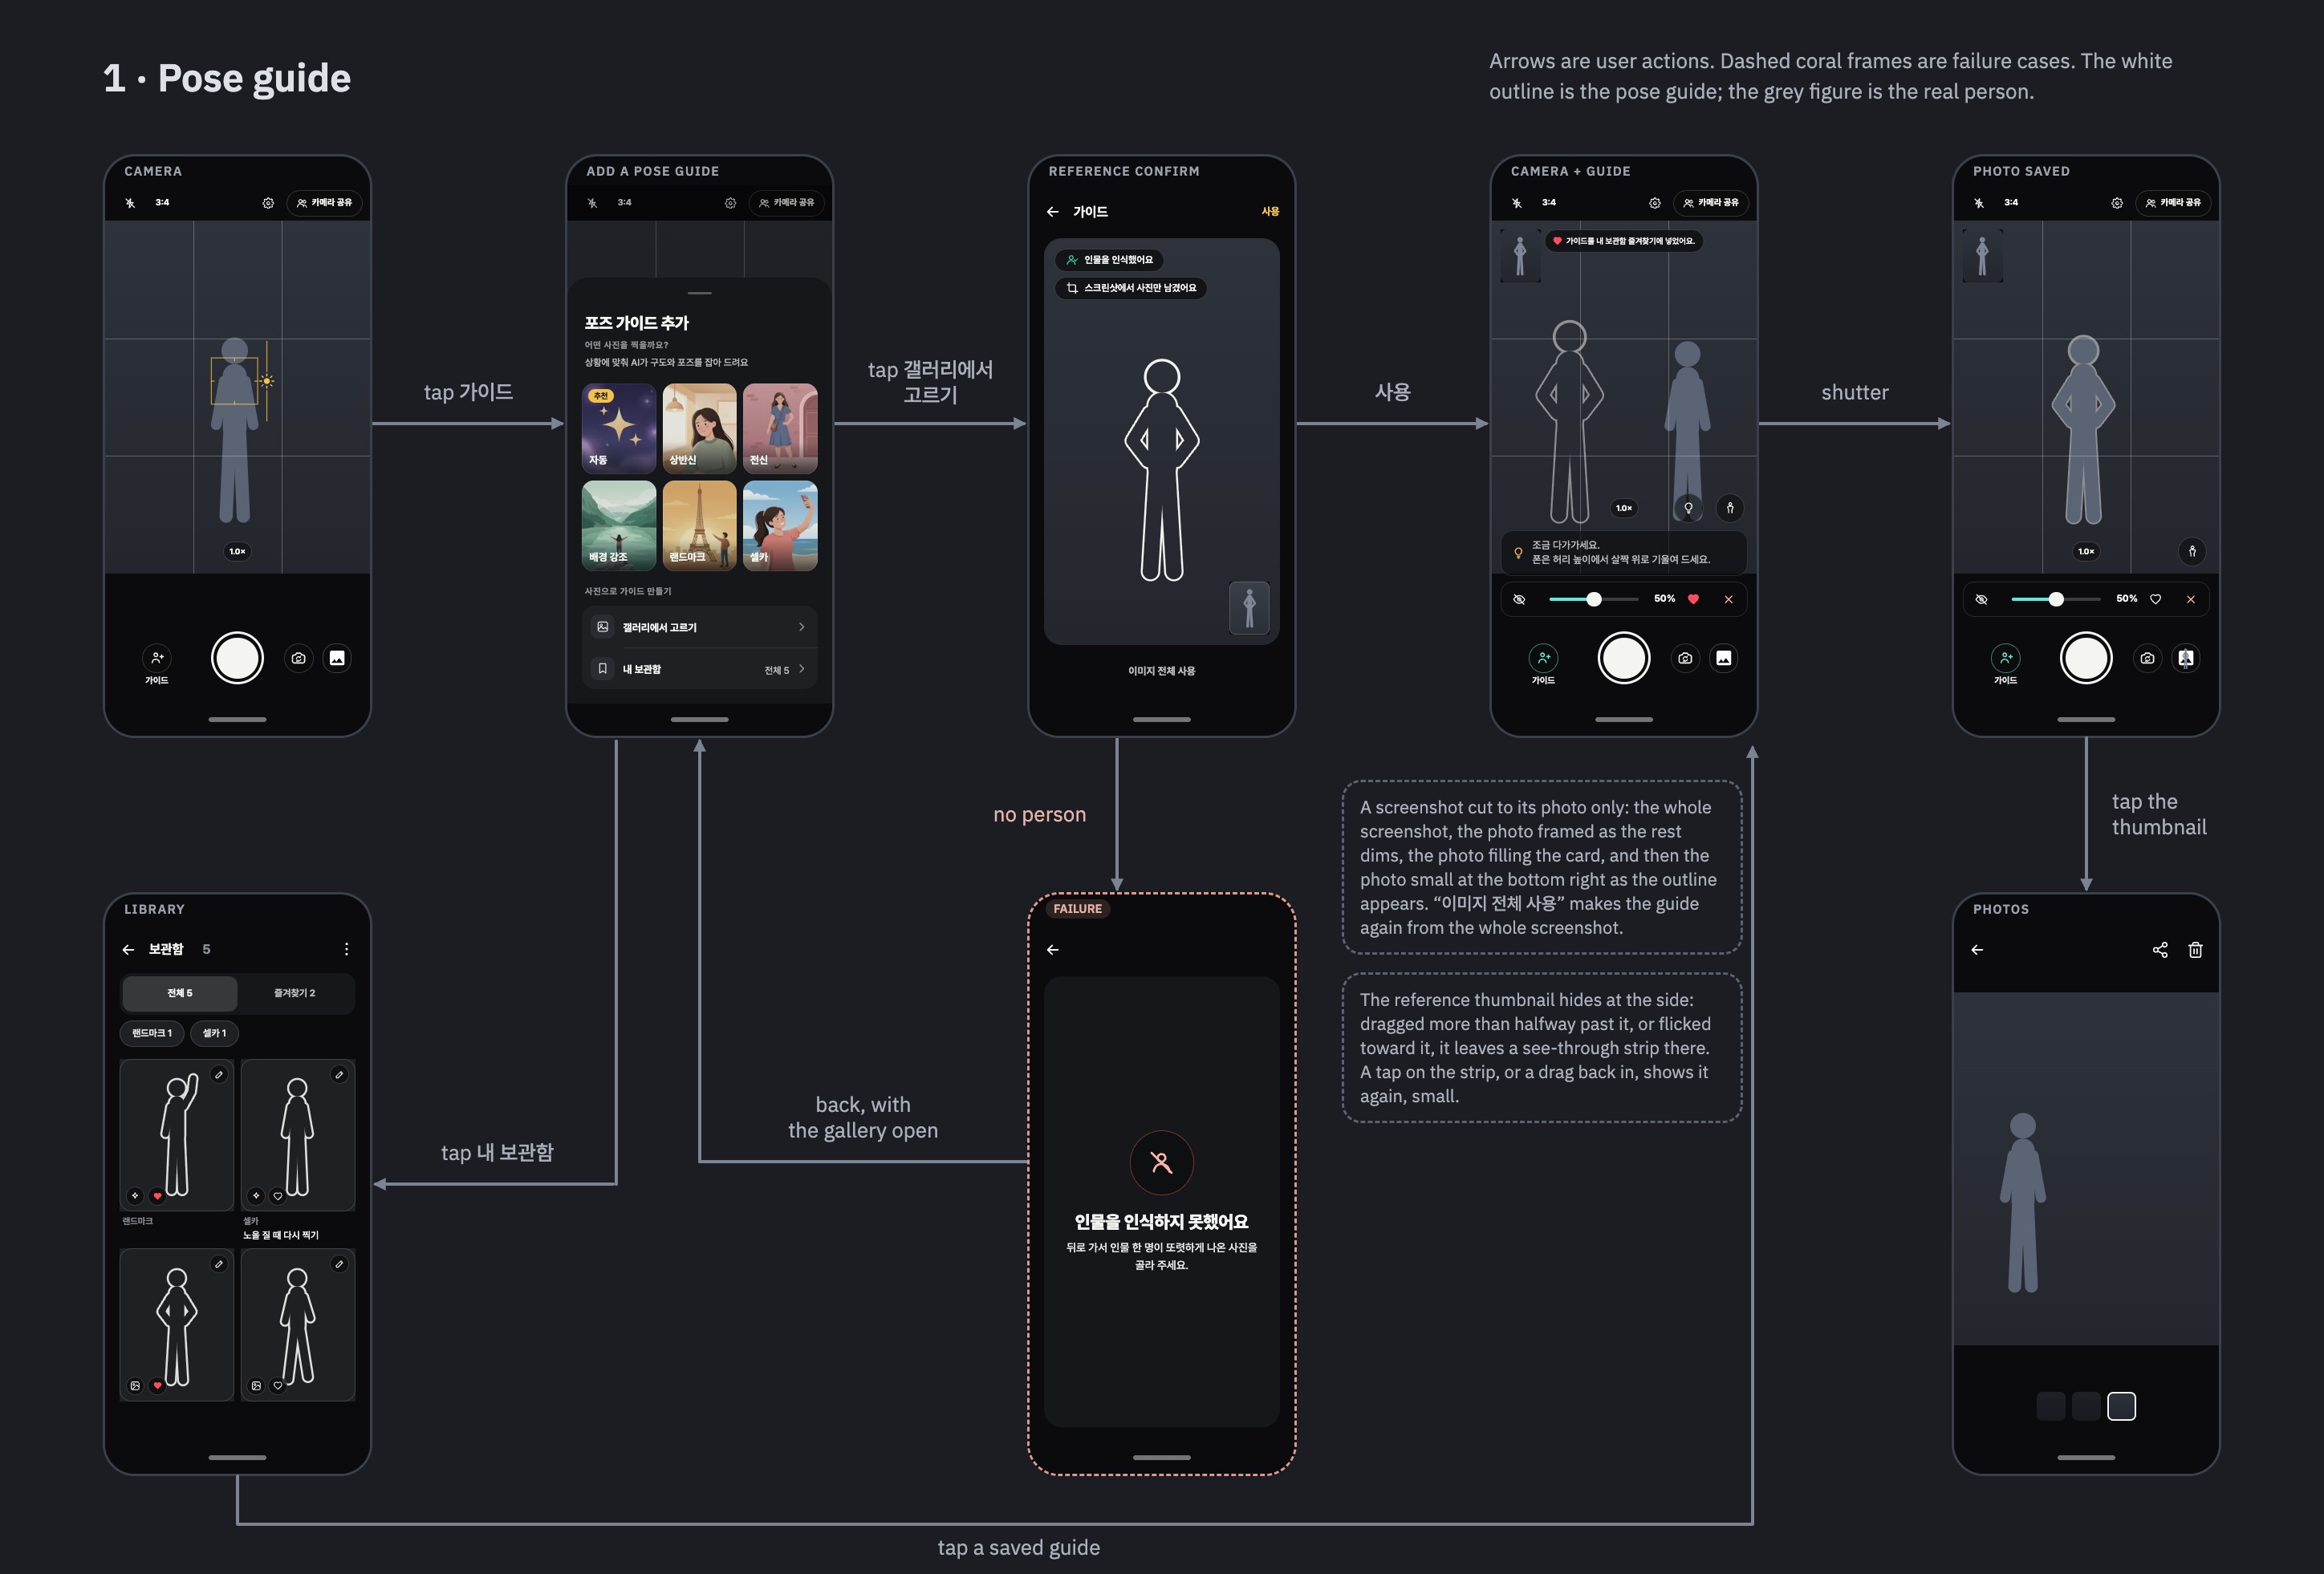 1 · Pose guide
Arrows are user actions. Dashed coral frames are failure cases. The white
outline is the pose guide; the grey figure is the real person.
CAMERA
3:4
카메라 공유
1.0×
가이드
tap 가이드
ADD A POSE GUIDE
3:4
카메라 공유
포즈 가이드 추가
어떤 사진을 찍을까요?
상황에 맞춰 AI가 구도와 포즈를 잡아 드려요
추천
자동
상반신
전신
배경 강조
랜드마크
셀카
사진으로 가이드 만들기
갤러리에서 고르기
내 보관함
전체 5
tap 갤러리에서
고르기
REFERENCE CONFIRM
가이드
사용
인물을 인식했어요
스크린샷에서 사진만 남겼어요
이미지 전체 사용
사용
CAMERA + GUIDE
3:4
카메라 공유
가이드를 내 보관함 즐겨찾기에 넣었어요.
1.0×
조금 다가가세요.
폰은 허리 높이에서 살짝 위로 기울여 드세요.
50%
가이드
shutter
PHOTO SAVED
3:4
카메라 공유
1.0×
50%
가이드
no person
A screenshot cut to its photo only: the whole
screenshot, the photo framed as the rest
dims, the photo filling the card, and then the
photo small at the bottom right as the outline
appears. “이미지 전체 사용” makes the guide
again from the whole screenshot.
tap the
thumbnail
LIBRARY
보관함 5
전체 5
즐겨찾기 2
랜드마크 1
셀카 1
랜드마크
셀카
노을 질 때 다시 찍기
tap 내 보관함
back, with
the gallery open
FAILURE
인물을 인식하지 못했어요
뒤로 가서 인물 한 명이 또렷하게 나온 사진을
골라 주세요.
The reference thumbnail hides at the side:
dragged more than halfway past it, or flicked
toward it, it leaves a see-through strip there.
A tap on the strip, or a drag back in, shows it
again, small.
PHOTOS
tap a saved guide